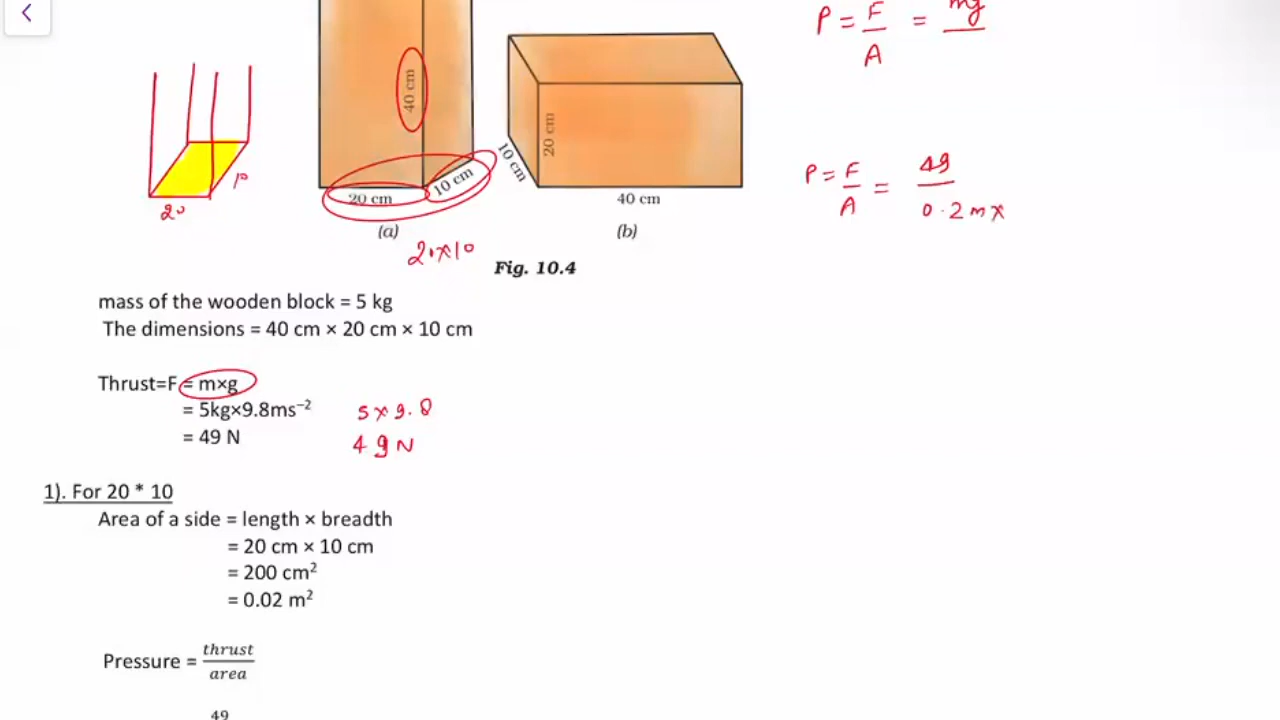 P = F/A = mg
40 cm
20 cm
10 cm
10
20
20 cm
10 cm
40 cm
P = F/A = 49/0.2 m ×
(a)
(b)
20×10
Fig. 10.4
mass of the wooden block = 5 kg
The dimensions = 40 cm × 20 cm × 10 cm
Thrust=F = m×g
= 5kg×9.8ms⁻² 5 × 9.8
= 49 N 49 N
1). For 20 * 10
Area of a side = length × breadth
= 20 cm × 10 cm
= 200 cm²
= 0.02 m²
Pressure = thrust/area
49